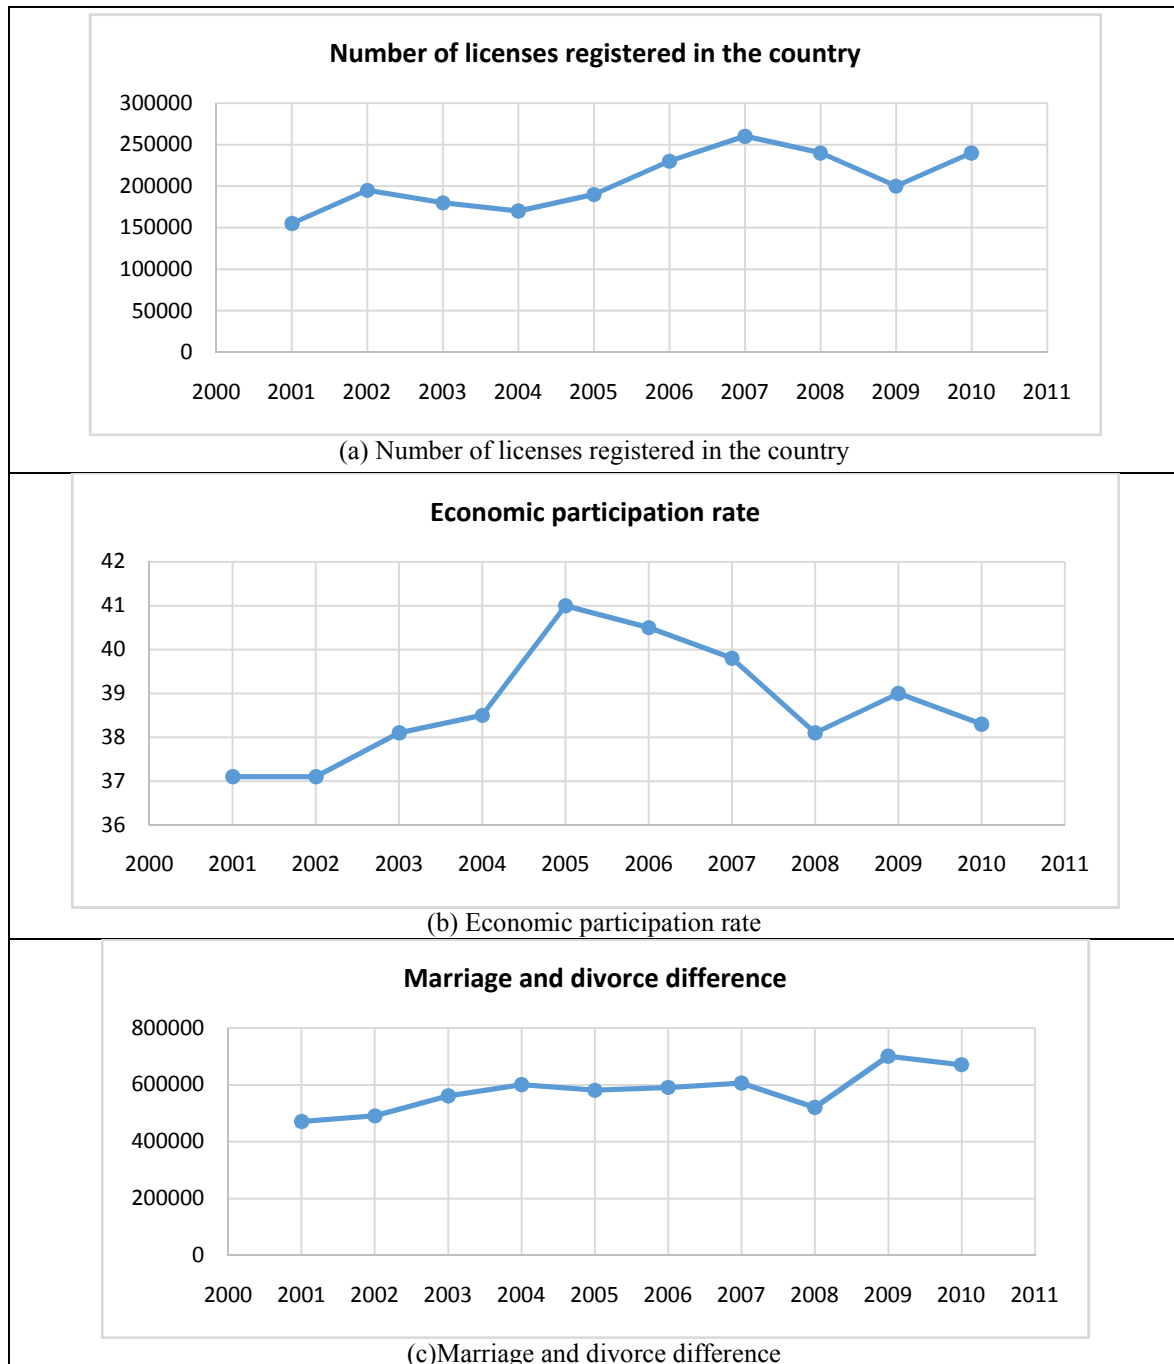 Number of licenses registered in the country
300000
250000
200000
150000
100000
50000
0
2000 2001 2002 2003 2004 2005 2006 2007 2008 2009 2010 2011
(a) Number of licenses registered in the country
Economic participation rate
42
41
40
39
38
37
36
2000 2001 2002 2003 2004 2005 2006 2007 2008 2009 2010 2011
(b) Economic participation rate
Marriage and divorce difference
800000
600000
400000
200000
0
2000 2001 2002 2003 2004 2005 2006 2007 2008 2009 2010 2011
(c)Marriage and divorce difference